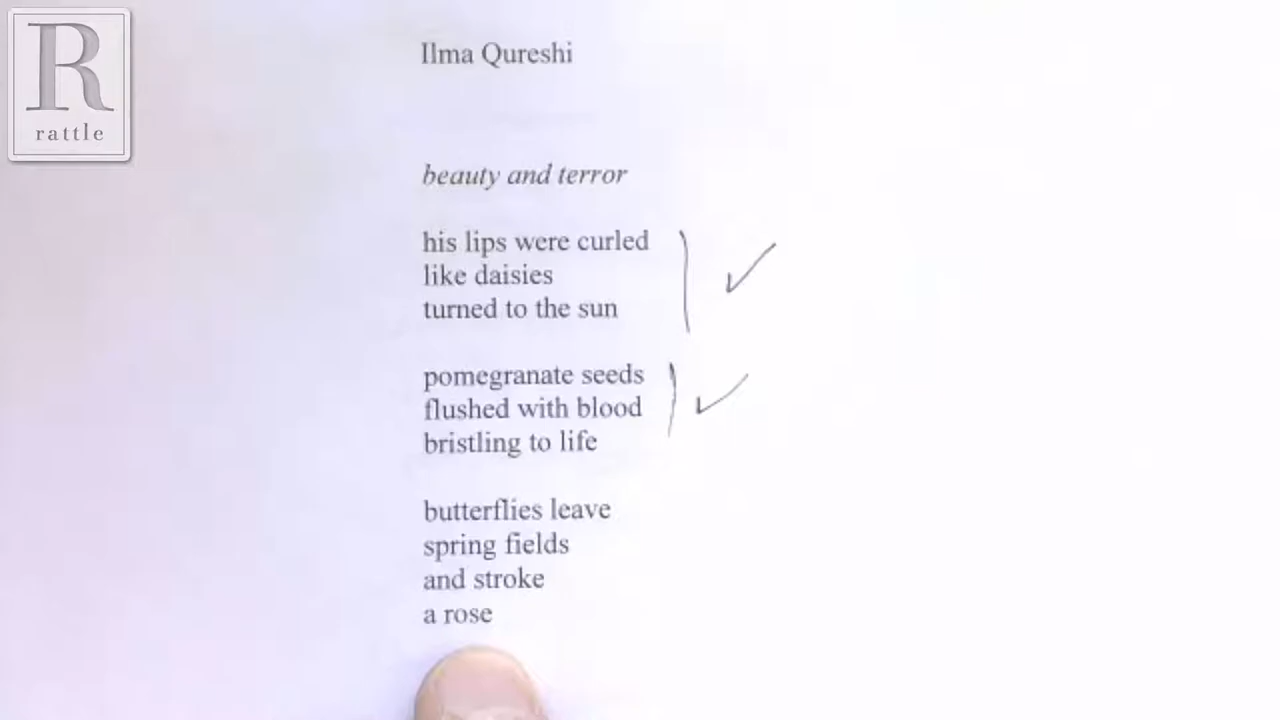 R
rattle
Ilma Qureshi
beauty and terror
his lips were curled
like daisies
turned to the sun
pomegranate seeds
flushed with blood
bristling to life
butterflies leave
spring fields
and stroke
a rose